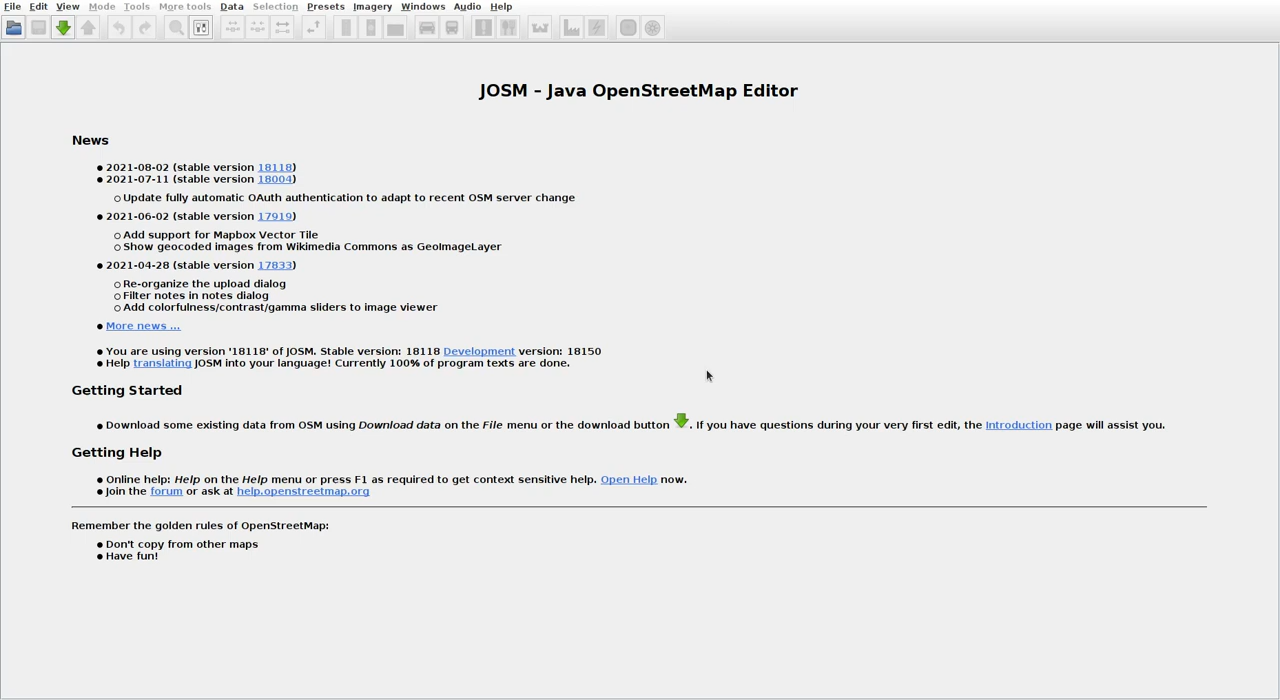 File Edit View Mode Tools More tools Data Selection Presets Imagery Windows Audio Help
JOSM – Java OpenStreetMap Editor
News
2021-08-02 (stable version 18118)
2021-07-11 (stable version 18004)
Update fully automatic OAuth authentication to adapt to recent OSM server change
2021-06-02 (stable version 17919)
Add support for Mapbox Vector Tile
Show geocoded images from Wikimedia Commons as GeoImageLayer
2021-04-28 (stable version 17833)
Re-organize the upload dialog
Filter notes in notes dialog
Add colorfulness/contrast/gamma sliders to image viewer
More news ...
You are using version '18118' of JOSM. Stable version: 18118 Development version: 18150
Help translating JOSM into your language! Currently 100% of program texts are done.
Getting Started
Download some existing data from OSM using Download data on the File menu or the download button . If you have questions during your very first edit, the Introduction page will assist you.
Getting Help
Online help: Help on the Help menu or press F1 as required to get context sensitive help. Open Help now.
Join the forum or ask at help.openstreetmap.org
Remember the golden rules of OpenStreetMap:
Don't copy from other maps
Have fun!